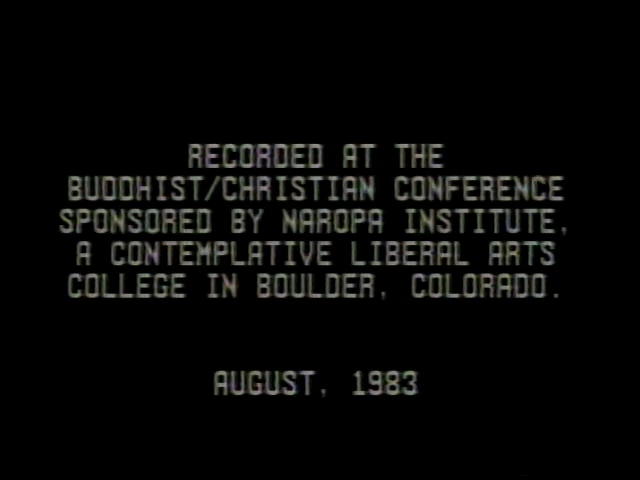 RECORDED AT THE
BUDDHIST/CHRISTIAN CONFERENCE
SPONSORED BY NAROPA INSTITUTE,
A CONTEMPLATIVE LIBERAL ARTS
COLLEGE IN BOULDER, COLORADO.
AUGUST, 1983